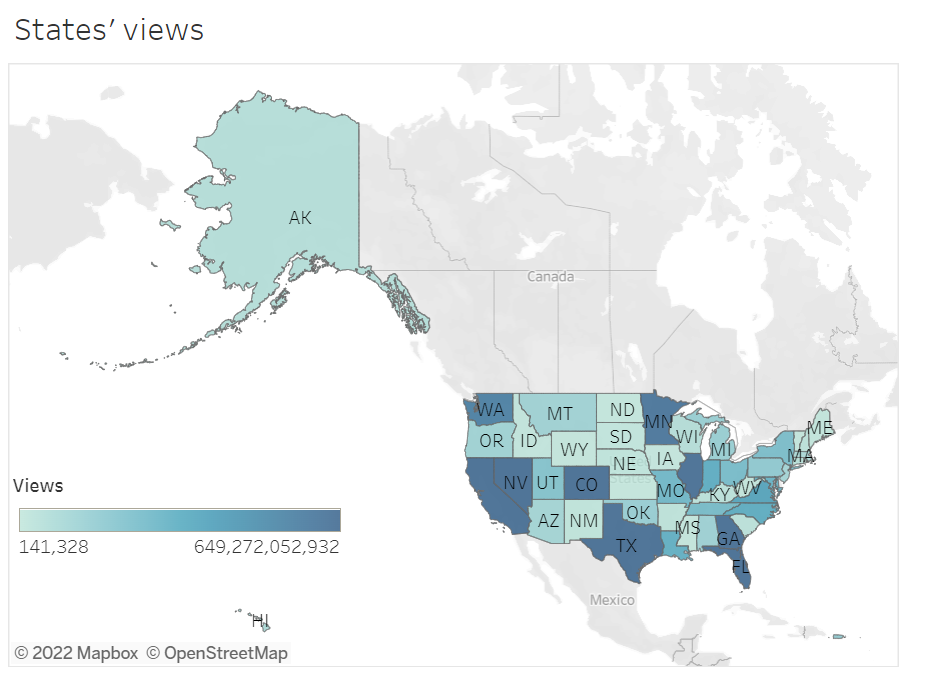 States’ views
AK
Canada
WA
MT
ND
MN
ME
OR
ID
SD
WI
MI
WY
IA
MA
NE
NV
UT
CO
MO
KY
WV
AZ
NM
OK
MS
GA
TX
FL
Views
141,328
649,272,052,932
Mexico
HI
© 2022 Mapbox © OpenStreetMap